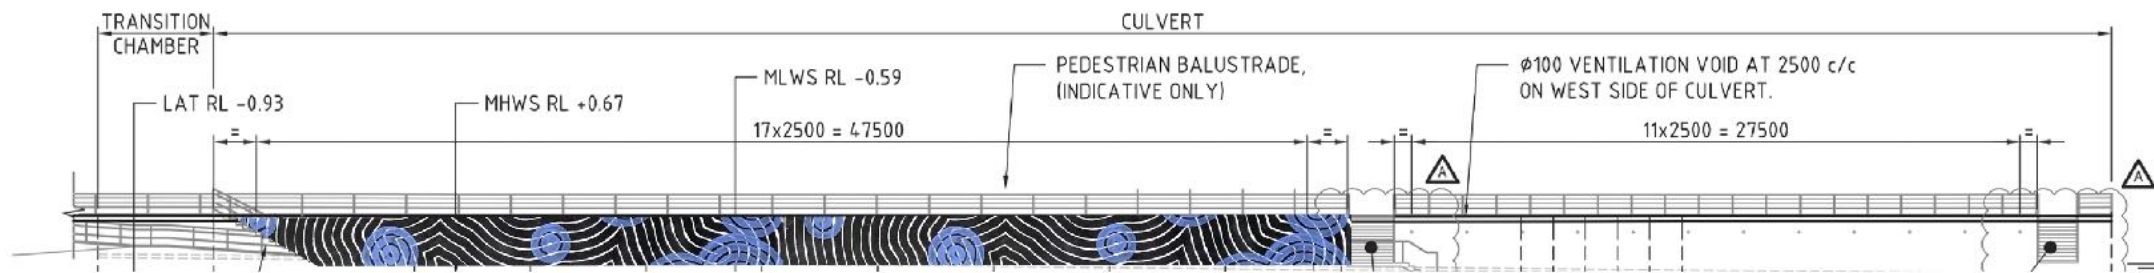 TRANSITION
CHAMBER
CULVERT
LAT RL -0.93
MHWS RL +0.67
MLWS RL -0.59
PEDESTRIAN BALUSTRADE,
(INDICATIVE ONLY)
ø100 VENTILATION VOID AT 2500 c/c
ON WEST SIDE OF CULVERT.
=
17x2500 = 47500
=
=
11x2500 = 27500
=
A
A